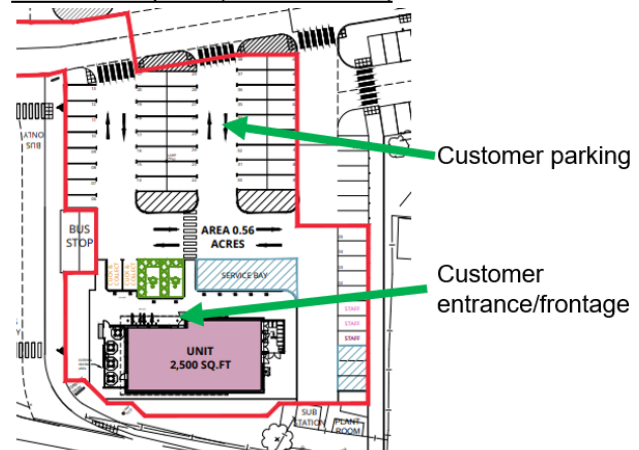 Customer parking
BUS
ONLY
BUS
STOP
AREA 0.56
ACRES
SERVICE BAY
Customer
entrance/frontage
STAFF
STAFF
STAFF
UNIT
2,500 SQ.FT
SUB
STATION
PLANT
ROOM